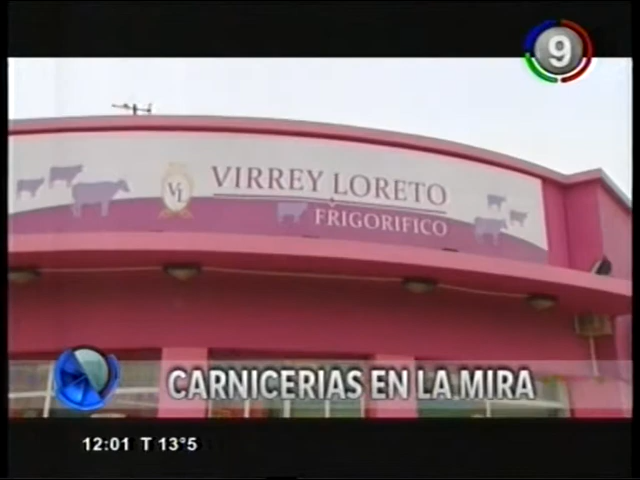 9
VIRREY LORETO
VL
FRIGORIFICO
CARNICERIAS EN LA MIRA
12:01 T 13°5